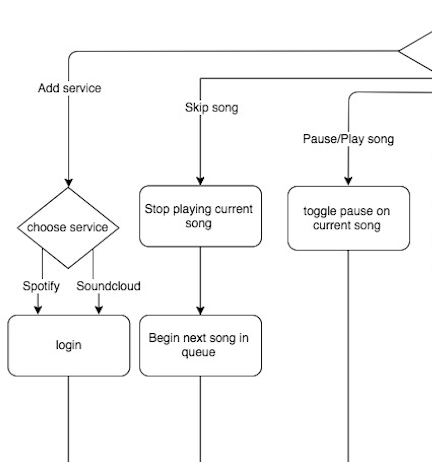 Add service
Skip song
Pause/Play song
choose service
Stop playing current
song
toggle pause on
current song
Spotify
Soundcloud
login
Begin next song in
queue